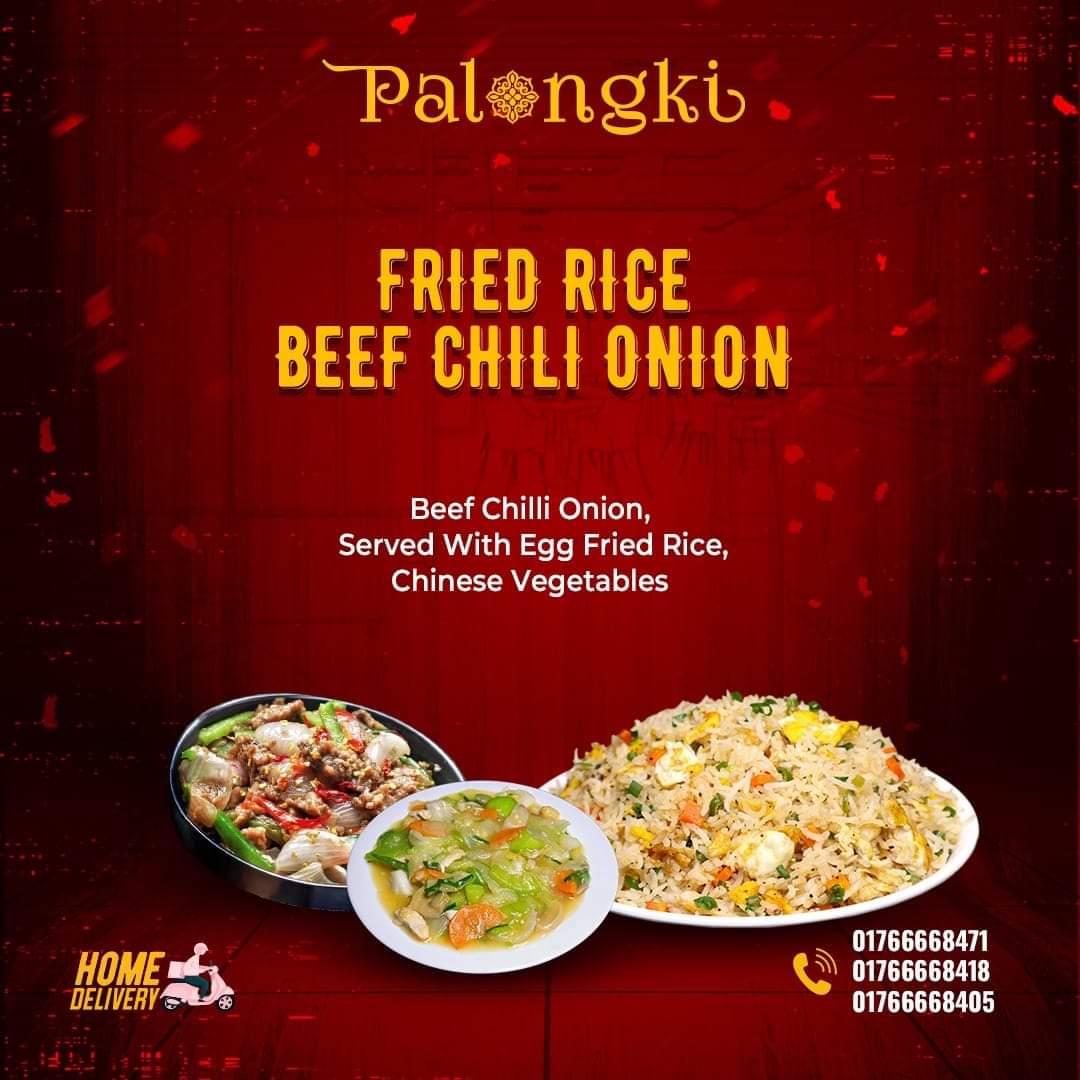 Palongki
FRIED RICE
BEEF CHILI ONION
Beef Chilli Onion,
Served With Egg Fried Rice,
Chinese Vegetables
HOME
DELIVERY
01766668471
01766668418
01766668405